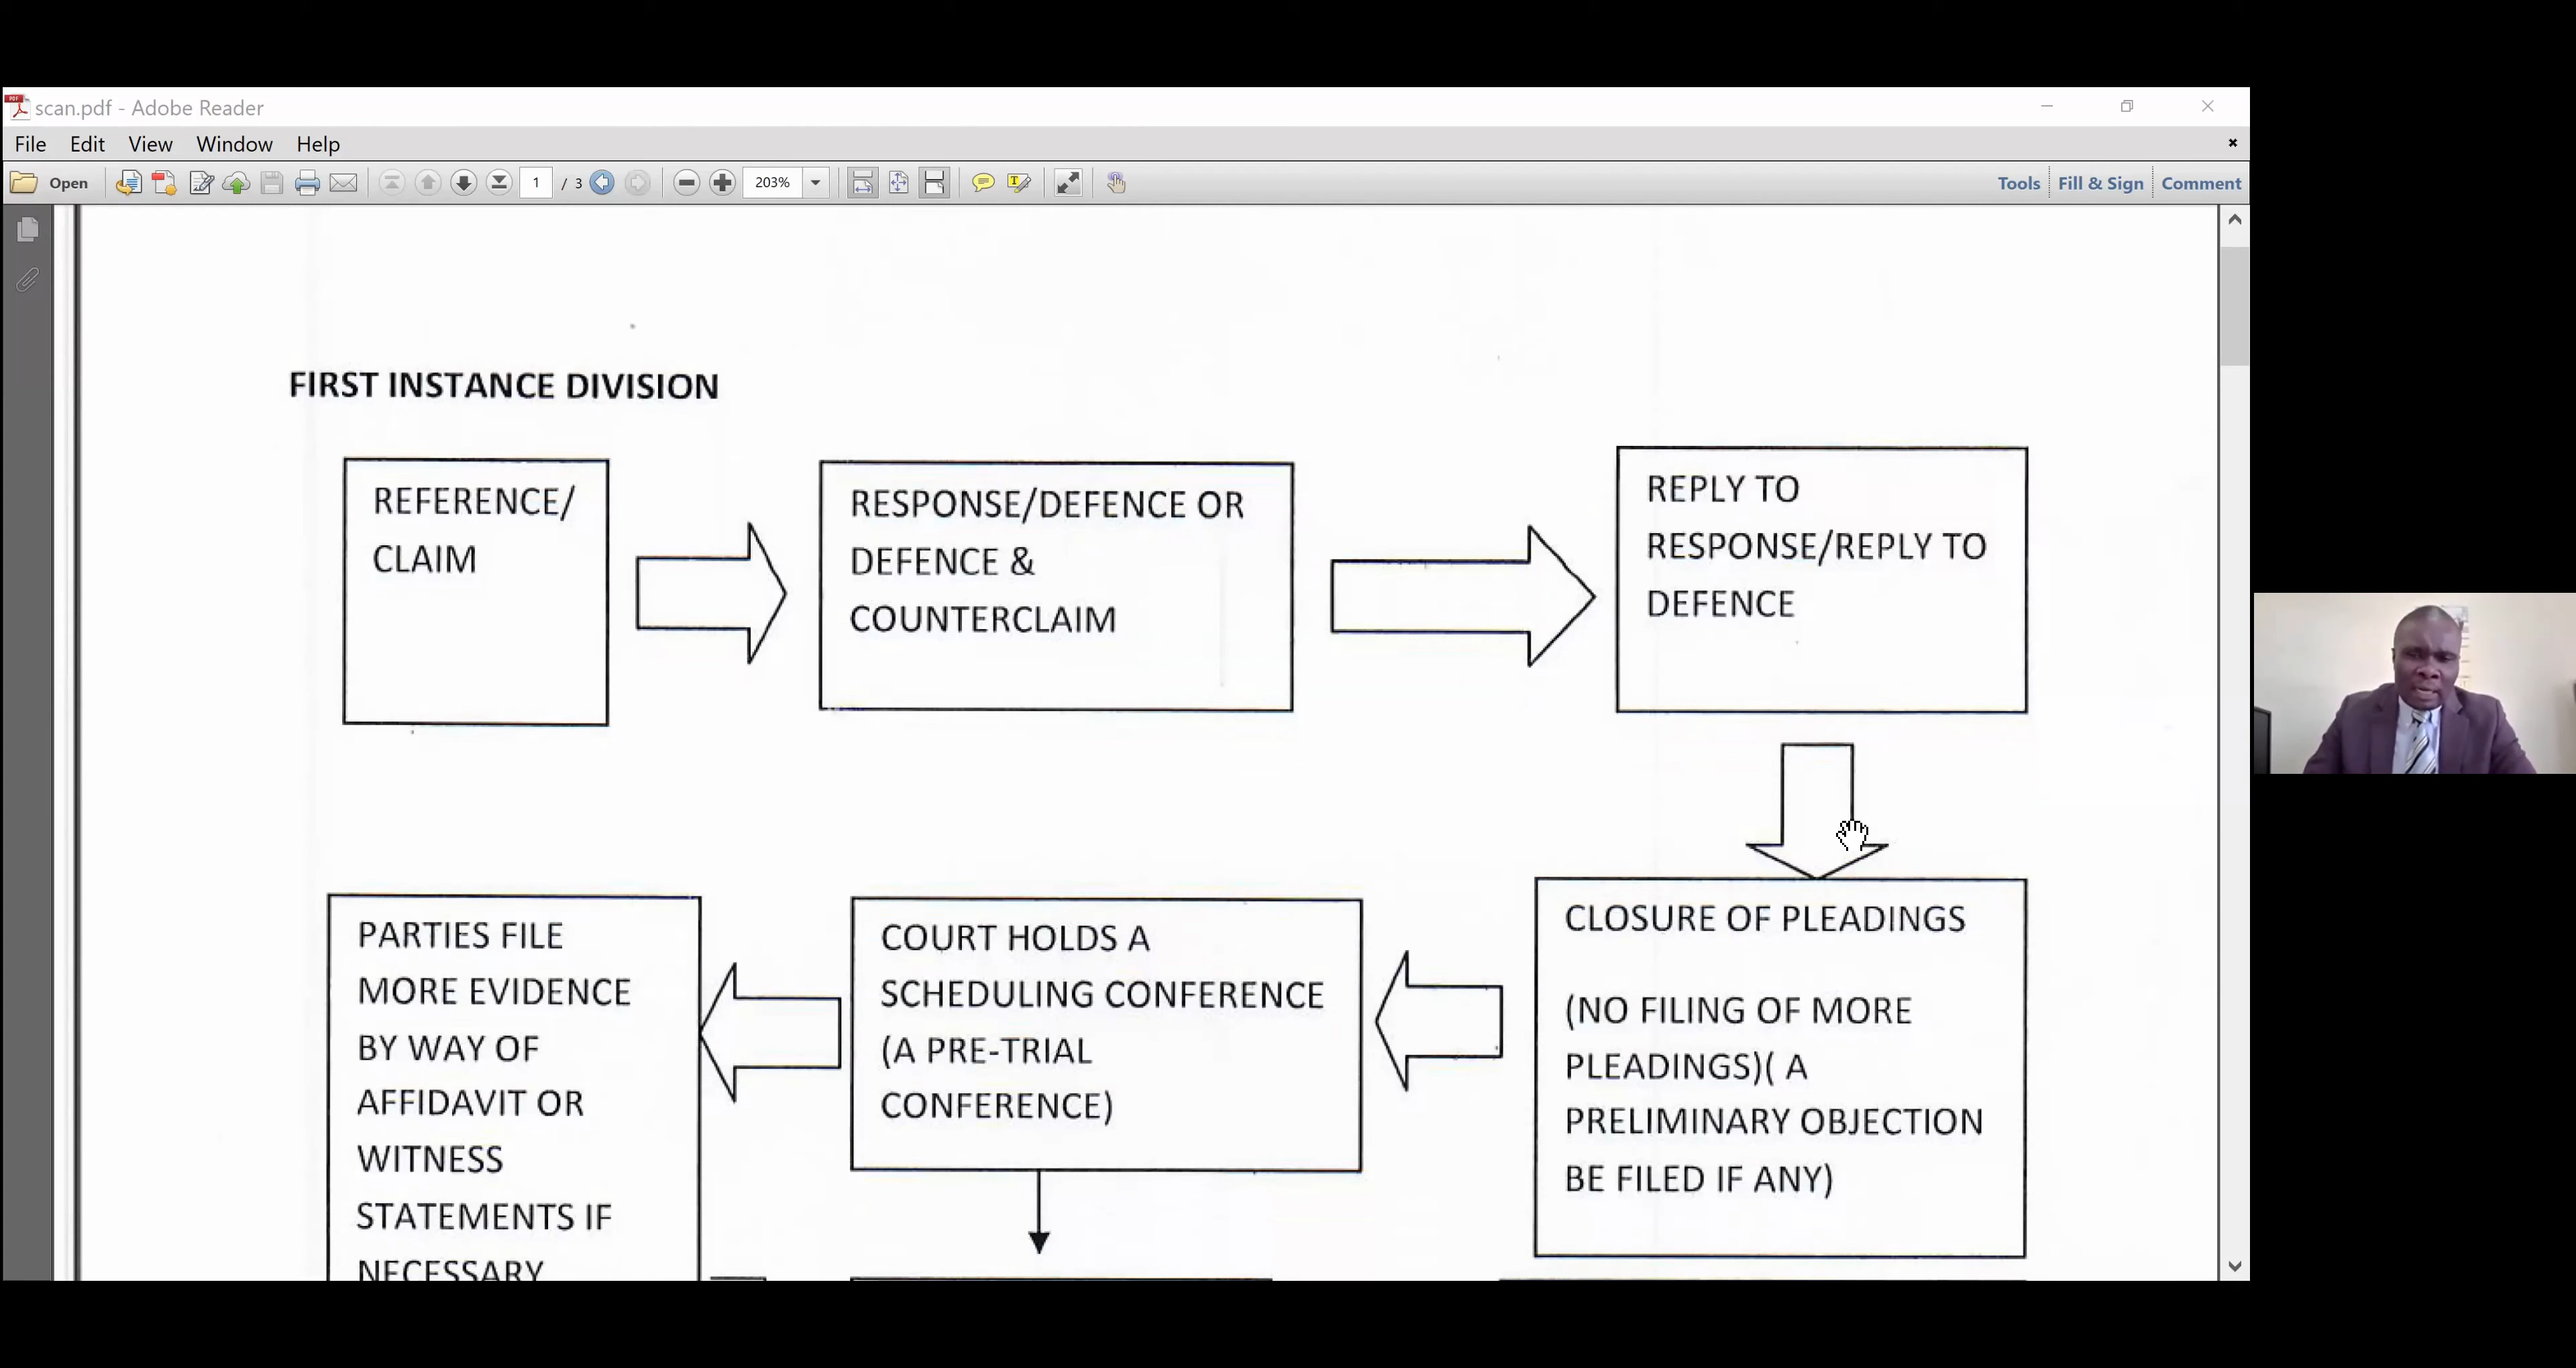 scan.pdf - Adobe Reader
File Edit View Window Help
Open 1 / 3 203% Tools Fill & Sign Comment
FIRST INSTANCE DIVISION
REFERENCE/
CLAIM
RESPONSE/DEFENCE OR
DEFENCE &
COUNTERCLAIM
REPLY TO
RESPONSE/REPLY TO
DEFENCE
CLOSURE OF PLEADINGS
(NO FILING OF MORE
PLEADINGS)( A
PRELIMINARY OBJECTION
BE FILED IF ANY)
COURT HOLDS A
SCHEDULING CONFERENCE
(A PRE-TRIAL
CONFERENCE)
PARTIES FILE
MORE EVIDENCE
BY WAY OF
AFFIDAVIT OR
WITNESS
STATEMENTS IF
NECESSARY